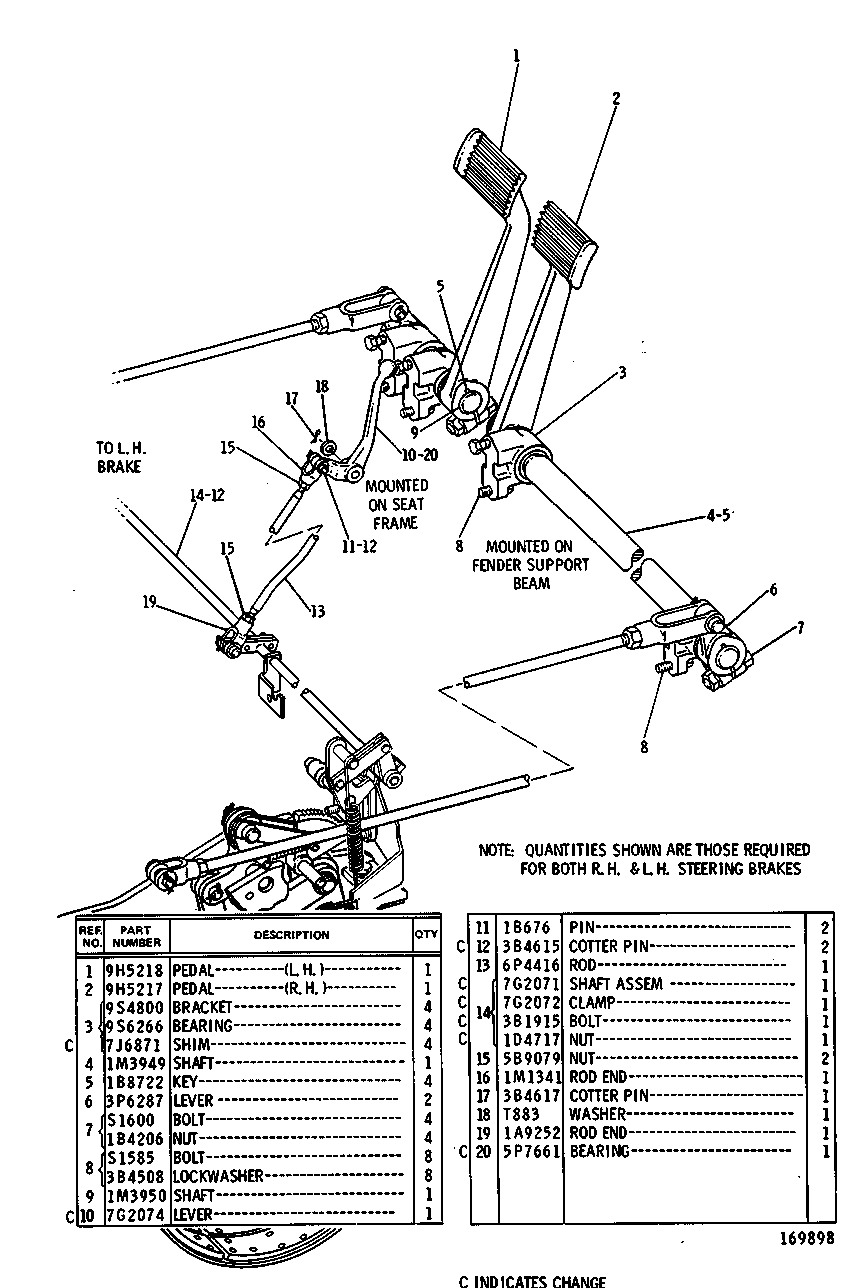 1
2
5
3
18
17
16
9
15
10-20
TO L.H.
BRAKE
MOUNTED
ON SEAT
FRAME
14-12
4-5
8
11-12
MOUNTED ON
FENDER SUPPORT
BEAM
15
6
19
13
7
8
NOTE: QUANTITIES SHOWN ARE THOSE REQUIRED
FOR BOTH R.H. & L.H. STEERING BRAKES
REF. NO. PART NUMBER DESCRIPTION QTY
1 9H5218 PEDAL----------(L.H.)---------- 1
2 9H5217 PEDAL----------(R.H.)---------- 1
3 9S4800 BRACKET---------- 4
9S6266 BEARING---------- 4
C 7J6871 SHIM---------- 4
4 1M3949 SHAFT---------- 1
5 1B8722 KEY---------- 4
6 3P6287 LEVER ---------- 2
7 S1600 BOLT---------- 4
1B4206 NUT---------- 4
8 S1585 BOLT---------- 8
3B4508 LOCKWASHER---------- 8
9 1M3950 SHAFT---------- 1
C 10 7G2074 LEVER---------- 1
11 1B676 PIN---------- 2
C 12 3B4615 COTTER PIN---------- 2
13 6P4416 ROD---------- 1
C 14 7G2071 SHAFT ASSEM ---------- 1
C 7G2072 CLAMP---------- 1
C 3B1915 BOLT---------- 1
C 1D4717 NUT---------- 1
15 5B9079 NUT---------- 2
16 1M1341 ROD END---------- 1
17 3B4617 COTTER PIN---------- 1
18 T883 WASHER---------- 1
19 1A9252 ROD END---------- 1
C 20 5P7661 BEARING---------- 1
169898
C INDICATES CHANGE